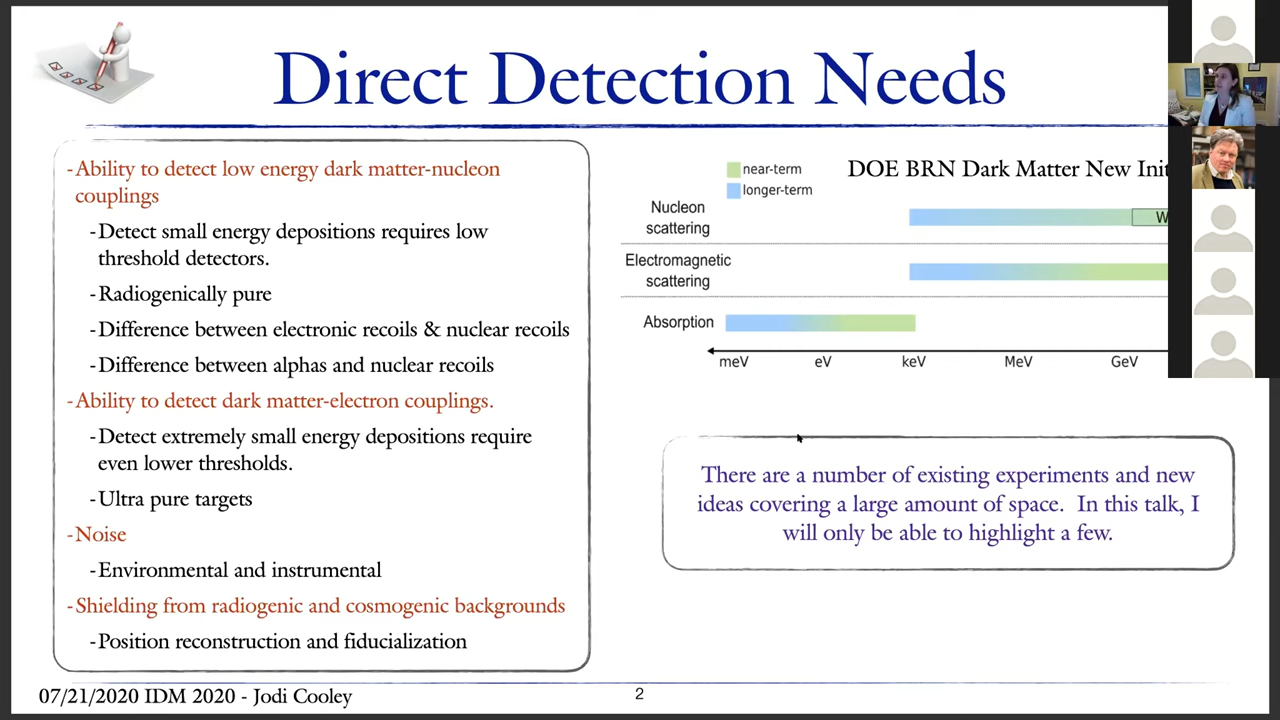 Direct Detection Needs
-Ability to detect low energy dark matter-nucleon
couplings
-Detect small energy depositions requires low
threshold detectors.
-Radiogenically pure
-Difference between electronic recoils & nuclear recoils
-Difference between alphas and nuclear recoils
-Ability to detect dark matter-electron couplings.
-Detect extremely small energy depositions require
even lower thresholds.
-Ultra pure targets
-Noise
-Environmental and instrumental
-Shielding from radiogenic and cosmogenic backgrounds
-Position reconstruction and fiducialization
near-term
longer-term
DOE BRN Dark Matter New Init
Nucleon
scattering
W
Electromagnetic
scattering
Absorption
meV eV keV MeV GeV
There are a number of existing experiments and new
ideas covering a large amount of space. In this talk, I
will only be able to highlight a few.
07/21/2020 IDM 2020 - Jodi Cooley
2